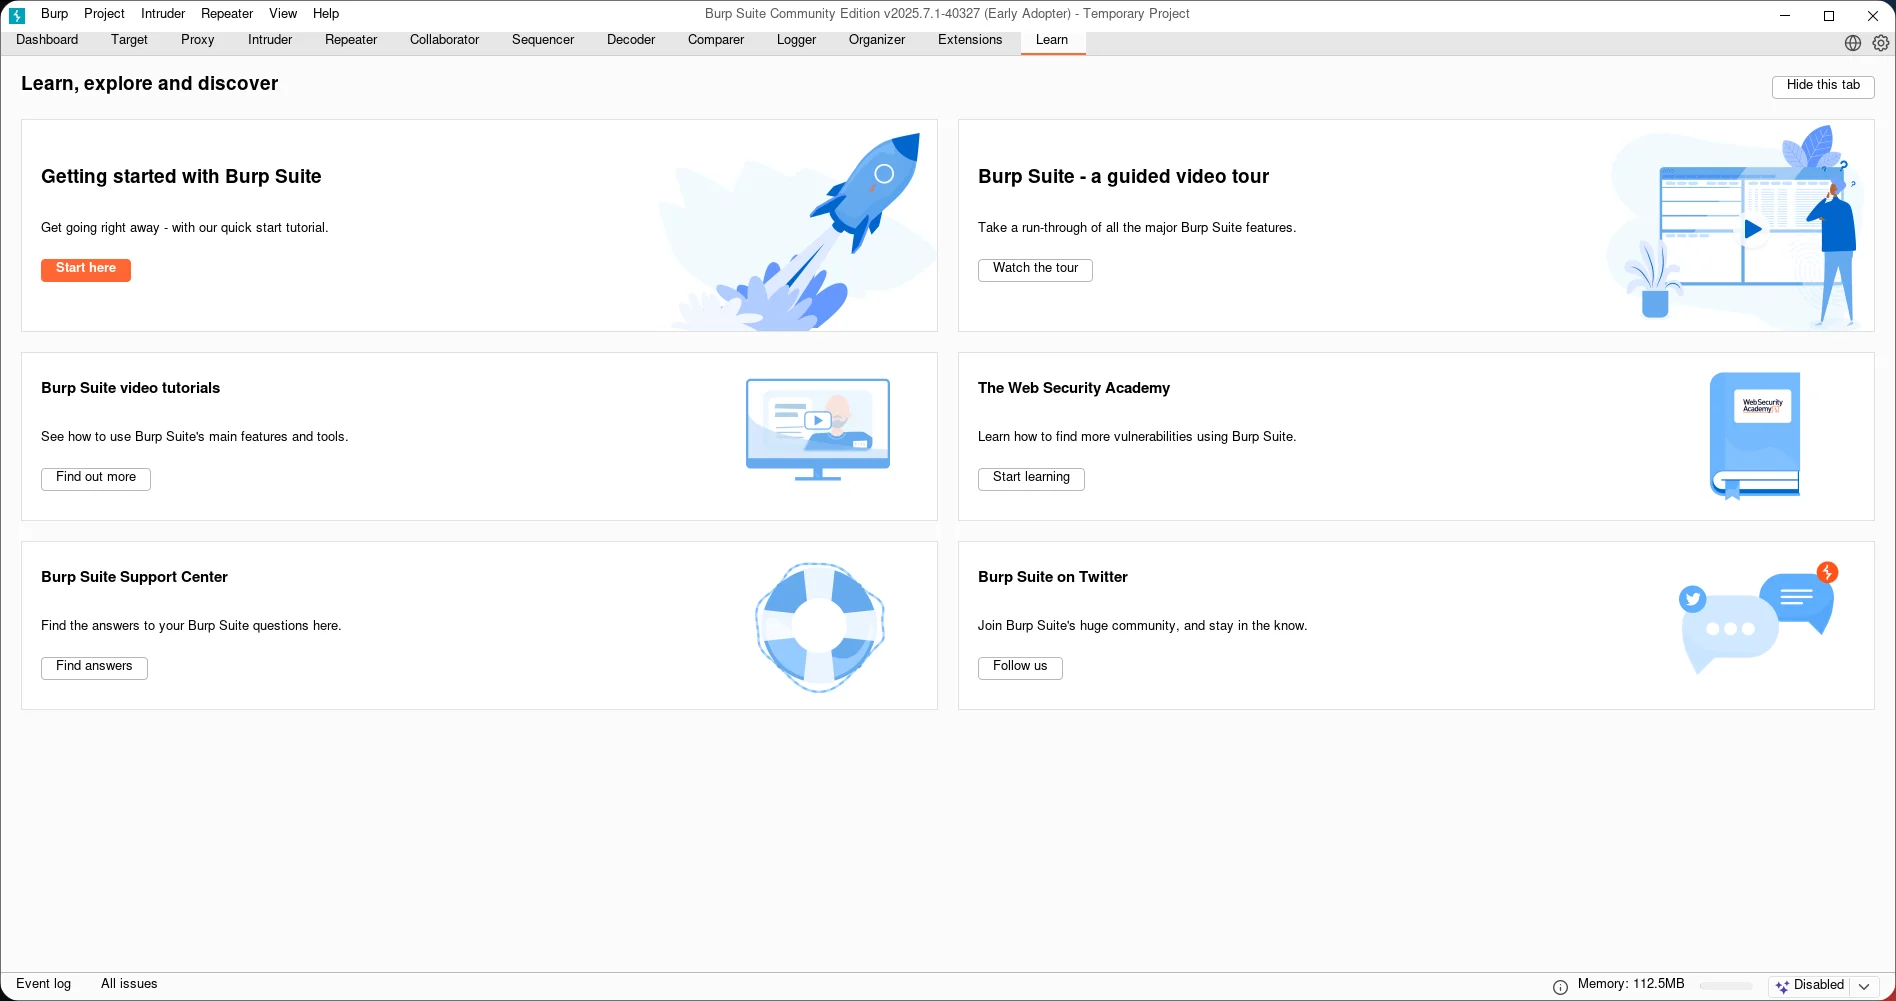 Burp Project Intruder Repeater View Help
Burp Suite Community Edition v2025.7.1-40327 (Early Adopter) - Temporary Project
Dashboard Target Proxy Intruder Repeater Collaborator Sequencer Decoder Comparer Logger Organizer Extensions Learn
Learn, explore and discover
Hide this tab
Getting started with Burp Suite
Get going right away - with our quick start tutorial.
Start here
Burp Suite - a guided video tour
Take a run-through of all the major Burp Suite features.
Watch the tour
Burp Suite video tutorials
See how to use Burp Suite's main features and tools.
Find out more
The Web Security Academy
Learn how to find more vulnerabilities using Burp Suite.
Start learning
WebSecurity
Academy
Burp Suite Support Center
Find the answers to your Burp Suite questions here.
Find answers
Burp Suite on Twitter
Join Burp Suite's huge community, and stay in the know.
Follow us
Event log All issues
Memory: 112.5MB
Disabled